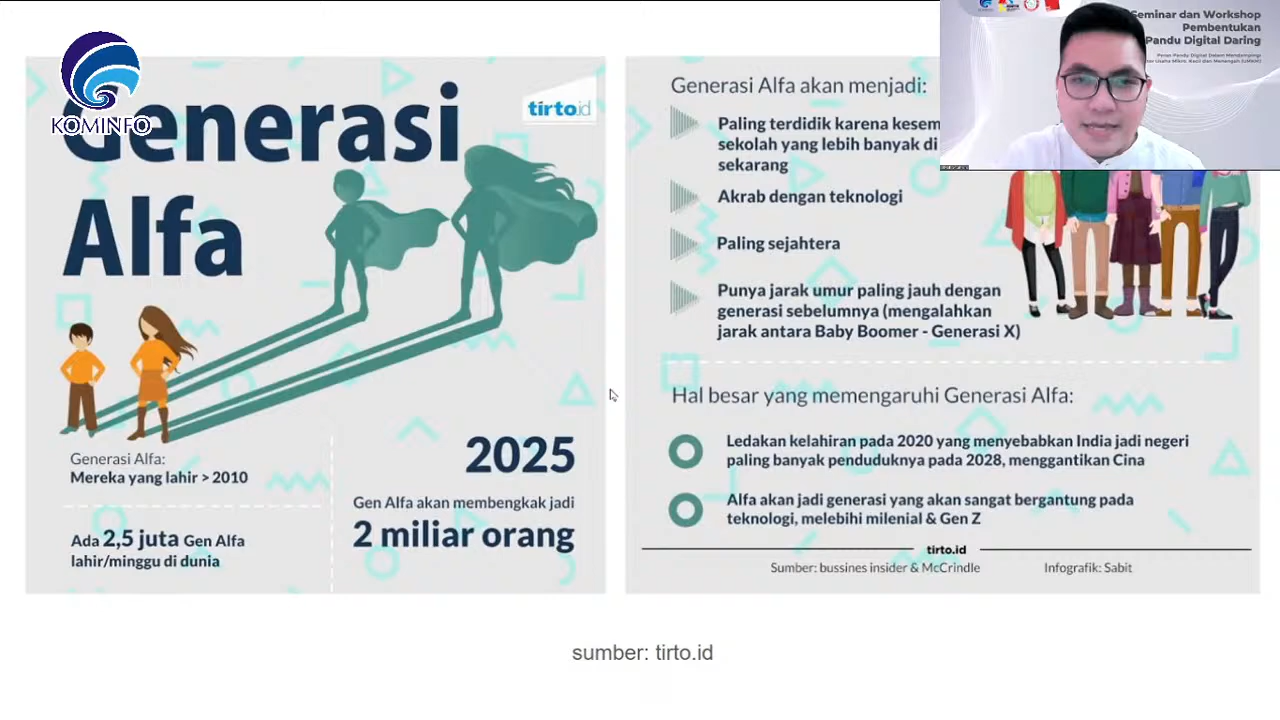 Generasi
Alfa
KOMINFO
tirto.id
Generasi Alfa:
Mereka yang lahir > 2010
Ada 2,5 juta Gen Alfa
lahir/minggu di dunia
2025
Gen Alfa akan membengkak jadi
2 miliar orang
Generasi Alfa akan menjadi:
Paling terdidik karena
sekolah yang lebih banyak di
sekarang
Akrab dengan teknologi
Paling sejahtera
Punya jarak umur paling jauh dengan
generasi sebelumnya (mengalahkan
jarak antara Baby Boomer - Generasi X)
Hal besar yang memengaruhi Generasi Alfa:
Ledakan kelahiran pada 2020 yang menyebabkan India jadi negeri
paling banyak penduduknya pada 2028, menggantikan Cina
Alfa akan jadi generasi yang akan sangat bergantung pada
teknologi, melebihi milenial & Gen Z
tirto.id
Sumber: bussines insider & McCrindle
Infografik: Sabit
Seminar dan Workshop
Pembentukan
Pandu Digital Daring
sumber: tirto.id